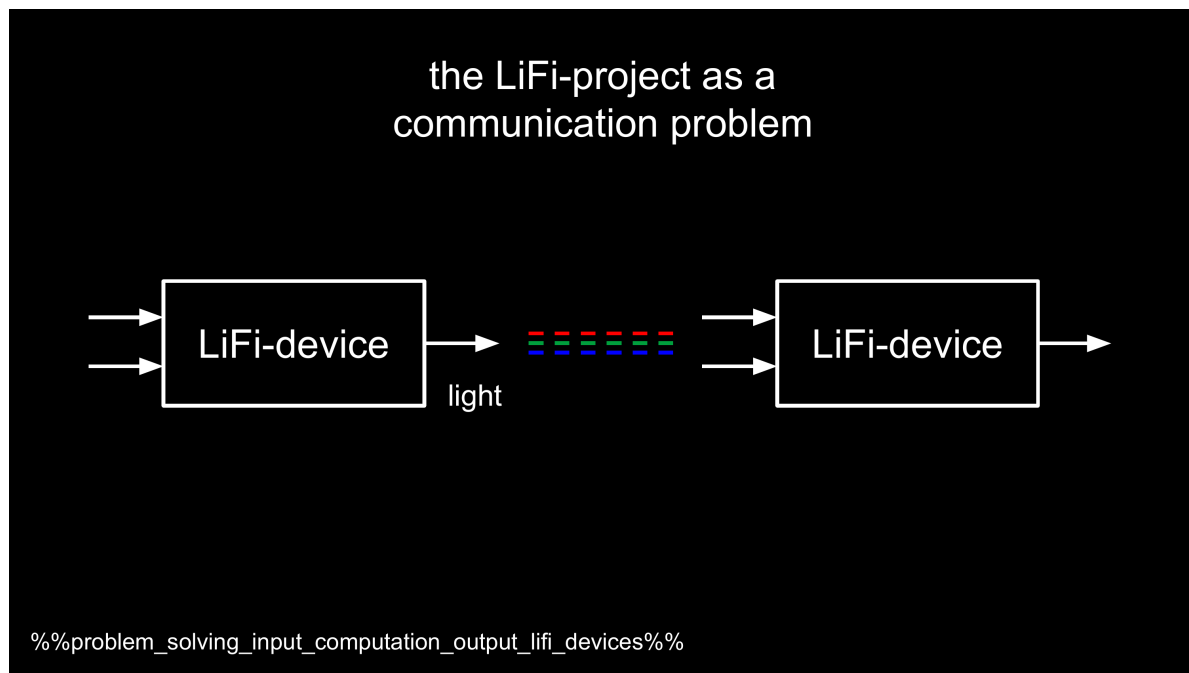 the LiFi-project as a
communication problem
LiFi-device
LiFi-device
light
%%problem_solving_input_computation_output_lifi_devices%%